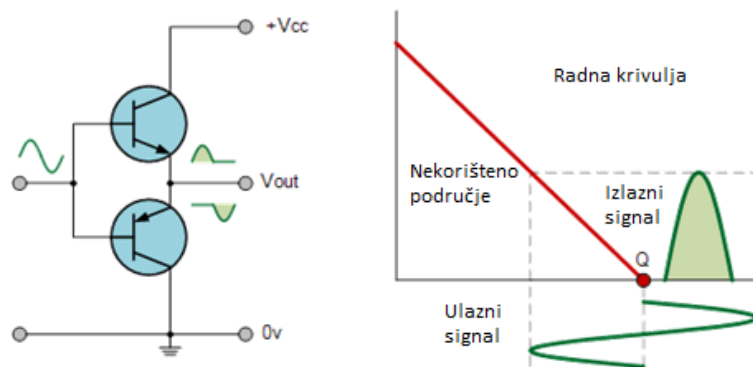 +Vcc
Vout
0v
Radna krivulja
Nekorišteno
područje
Izlazni
signal
Q
Ulazni
signal